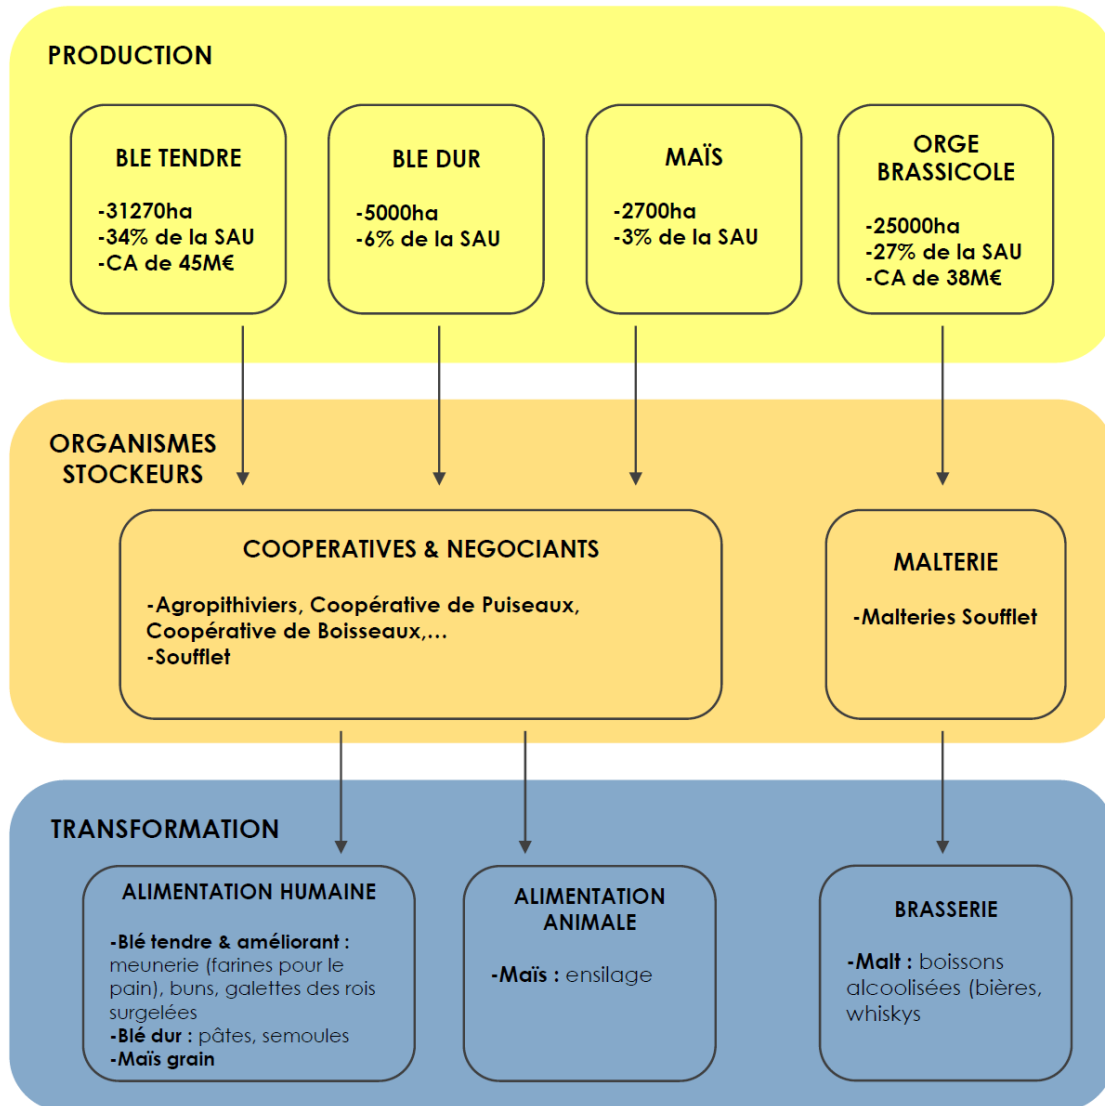 PRODUCTION
BLE TENDRE
-31270ha
-34% de la SAU
-CA de 45M€
BLE DUR
-5000ha
-6% de la SAU
MAÏS
-2700ha
-3% de la SAU
ORGE
BRASSICOLE
-25000ha
-27% de la SAU
-CA de 38M€
ORGANISMES
STOCKEURS
COOPERATIVES & NEGOCIANTS
-Agropithiviers, Coopérative de Puiseaux,
Coopérative de Boisseaux,…
-Soufflet
MALTERIE
-Malteries Soufflet
TRANSFORMATION
ALIMENTATION HUMAINE
-Blé tendre & améliorant :
meunerie (farines pour le
pain), buns, galettes des rois
surgelées
-Blé dur : pâtes, semoules
-Maïs grain
ALIMENTATION
ANIMALE
-Maïs : ensilage
BRASSERIE
-Malt : boissons
alcoolisées (bières,
whiskys